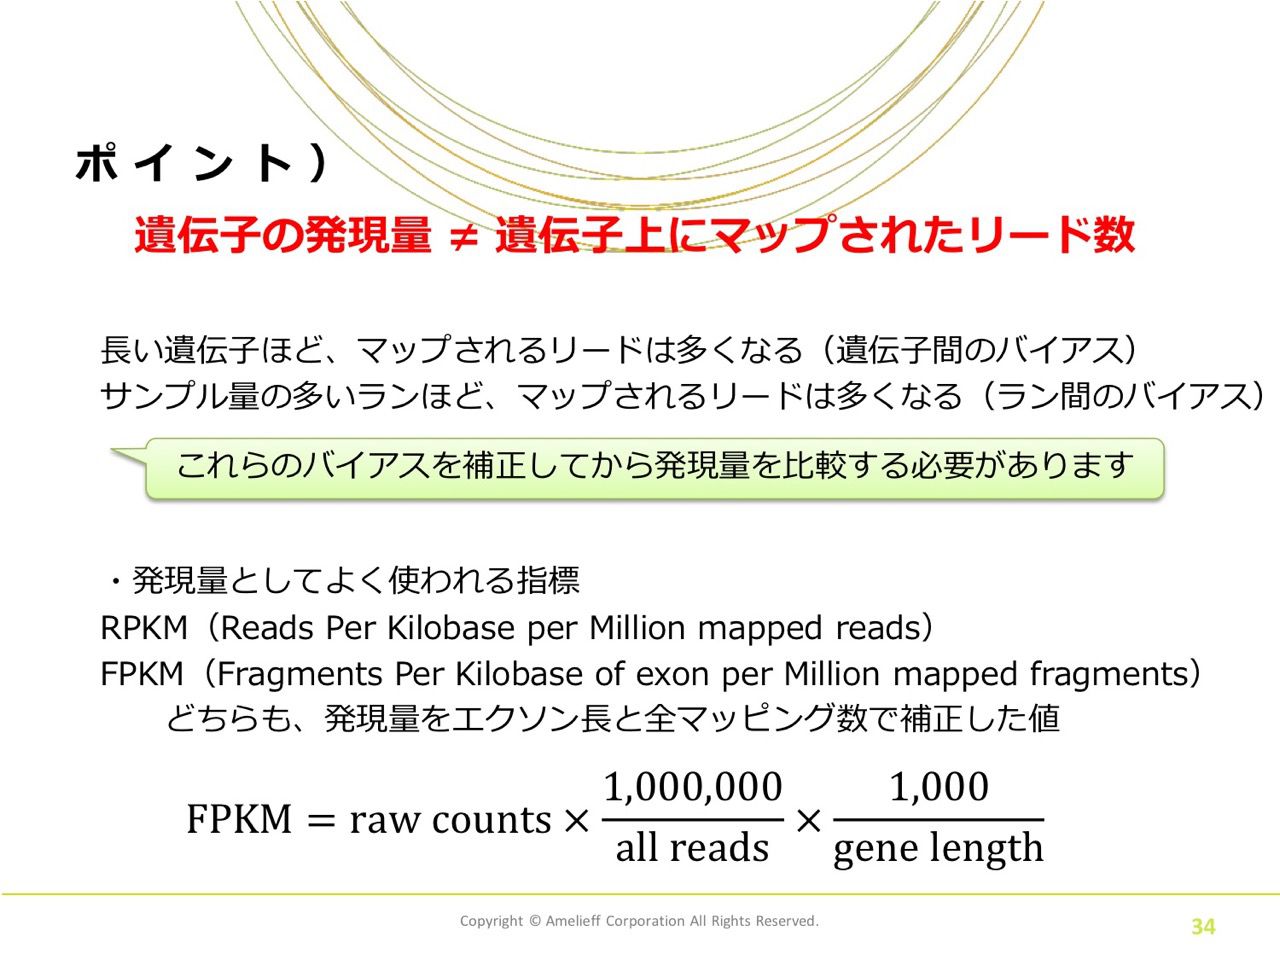 ポイント）
遺伝子の発現量 ≠ 遺伝子上にマップされたリード数
長い遺伝子ほど、マップされるリードは多くなる（遺伝子間のバイアス）
サンプル量の多いランほど、マップされるリードは多くなる（ラン間のバイアス）
これらのバイアスを補正してから発現量を比較する必要があります
・発現量としてよく使われる指標
RPKM（Reads Per Kilobase per Million mapped reads）
FPKM（Fragments Per Kilobase of exon per Million mapped fragments）
どちらも、発現量をエクソン長と全マッピング数で補正した値
FPKM = raw counts × 1,000,000 / all reads × 1,000 / gene length
Copyright © Amelieff Corporation All Rights Reserved.
34